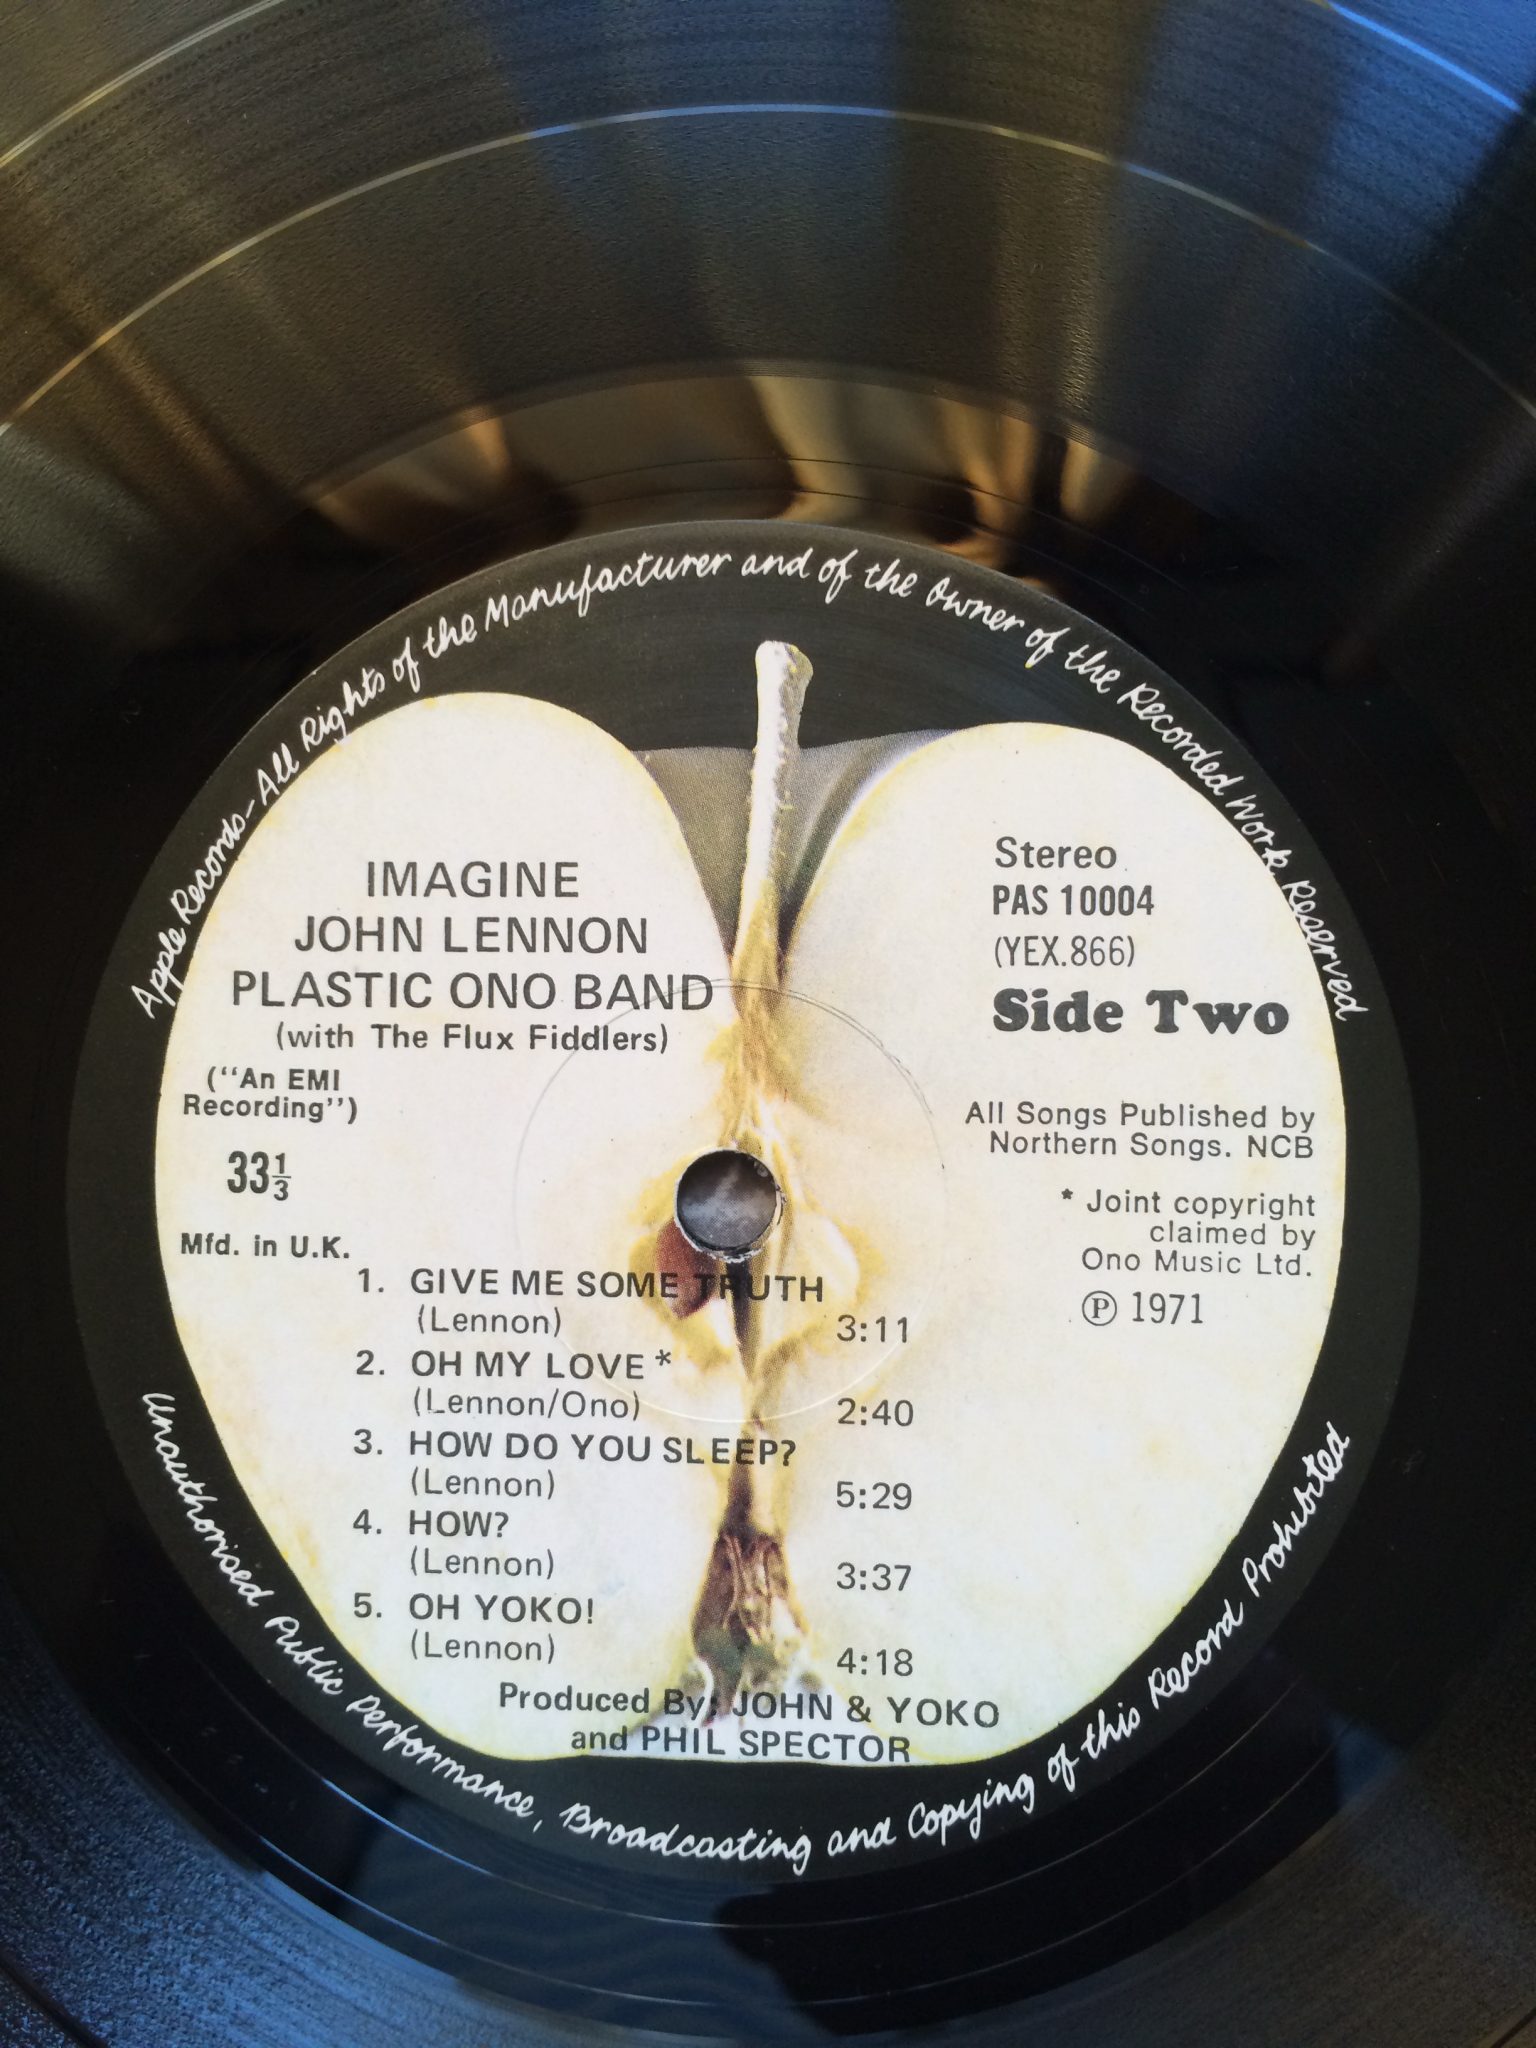 Apple Records–All Rights of the Manufacturer and of the Owner of the Recorded Work Reserved
IMAGINE
JOHN LENNON
PLASTIC ONO BAND
(with The Flux Fiddlers)
(“An EMI
Recording”)
33⅓
Mfd. in U.K.
Stereo
PAS 10004
(YEX.866)
Side Two
All Songs Published by
Northern Songs. NCB
* Joint copyright
claimed by
Ono Music Ltd.
℗ 1971
1. GIVE ME SOME TRUTH
(Lennon) 3:11
2. OH MY LOVE*
(Lennon/Ono) 2:40
3. HOW DO YOU SLEEP?
(Lennon) 5:29
4. HOW?
(Lennon) 3:37
5. OH YOKO!
(Lennon) 4:18
Produced By; JOHN & YOKO
and PHIL SPECTOR
Unauthorised Public Performance, Broadcasting and Copying of this Record Prohibited